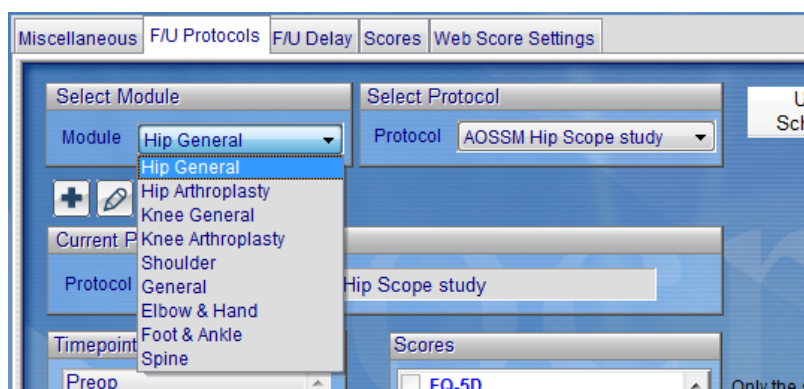 Miscellaneous F/U Protocols F/U Delay Scores Web Score Settings
Select Module
Select Protocol
Module Hip General
Protocol AOSSM Hip Scope study
Hip General
Hip Arthroplasty
Knee General
Knee Arthroplasty
Shoulder
General
Elbow & Hand
Foot & Ankle
Spine
Current P
Protocol
Hip Scope study
Timepoint
Scores
Preop
EQ-5D
Only the
U
Sch